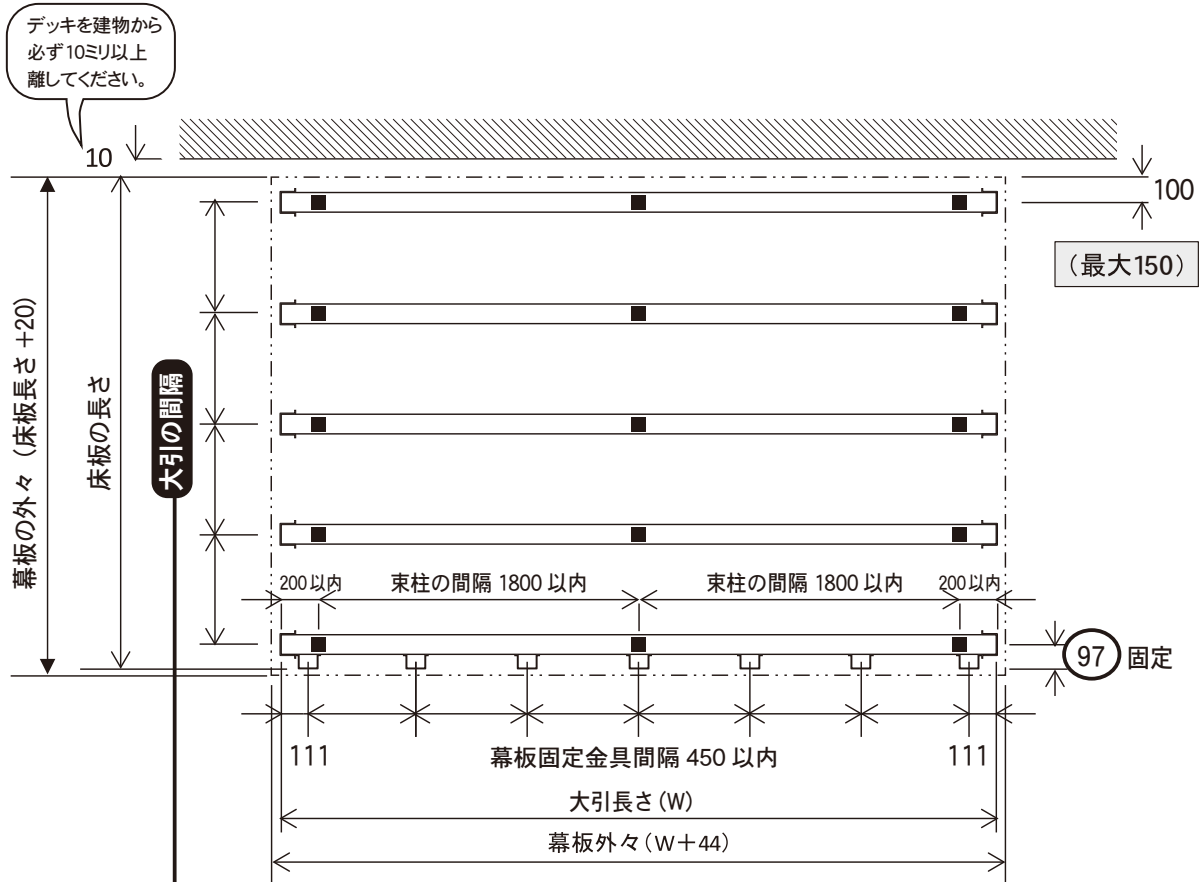 デッキを建物から
必ず10ミリ以上
離してください。
10
100
（最大150）
幕板の外々（床板長さ＋20）
床板の長さ
大引の間隔
200以内
束柱の間隔 1800 以内
束柱の間隔 1800 以内
200以内
97 固定
111
幕板固定金具間隔 450 以内
111
大引長さ(W)
幕板外々(W＋44)